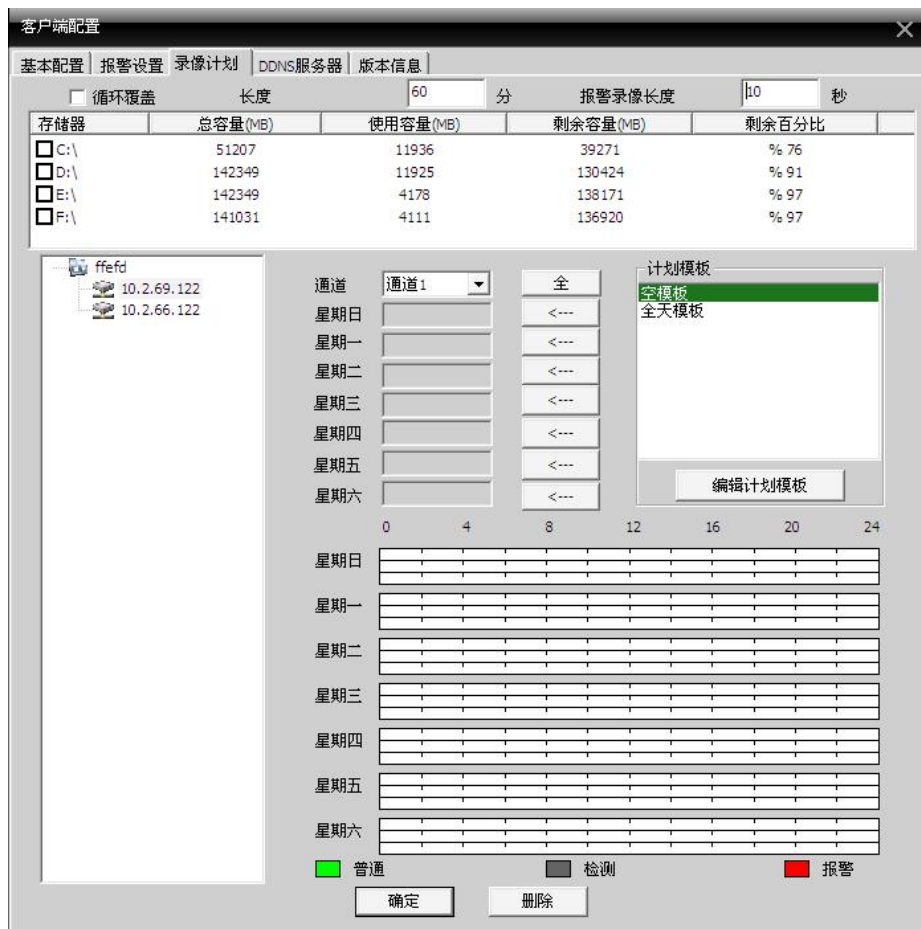 客户端配置
基本配置 报警设置 录像计划 DDNS服务器 版本信息
循环覆盖 长度 60 分 报警录像长度 10 秒
存储器 总容量(MB) 使用容量(MB) 剩余容量(MB) 剩余百分比
C:\ 51207 11936 39271 % 76
D:\ 142349 11925 130424 % 91
E:\ 142349 4178 138171 % 97
F:\ 141031 4111 136920 % 97
ffefd
10.2.69.122
10.2.66.122
通道 通道1 全
星期日 <---
星期一 <---
星期二 <---
星期三 <---
星期四 <---
星期五 <---
星期六 <---
计划模板
空模板
全天模板
编辑计划模板
0 4 8 12 16 20 24
星期日
星期一
星期二
星期三
星期四
星期五
星期六
普通 检测 报警
确定 删除